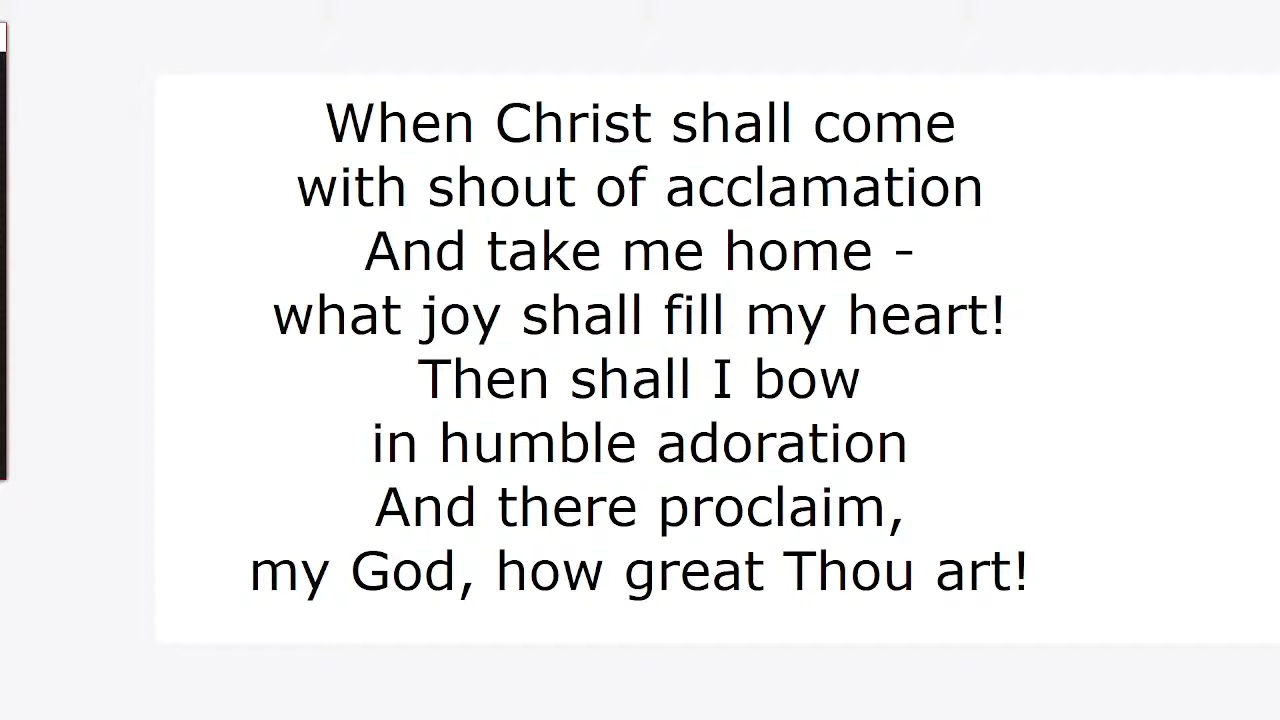 When Christ shall come
with shout of acclamation
And take me home -
what joy shall fill my heart!
Then shall I bow
in humble adoration
And there proclaim,
my God, how great Thou art!